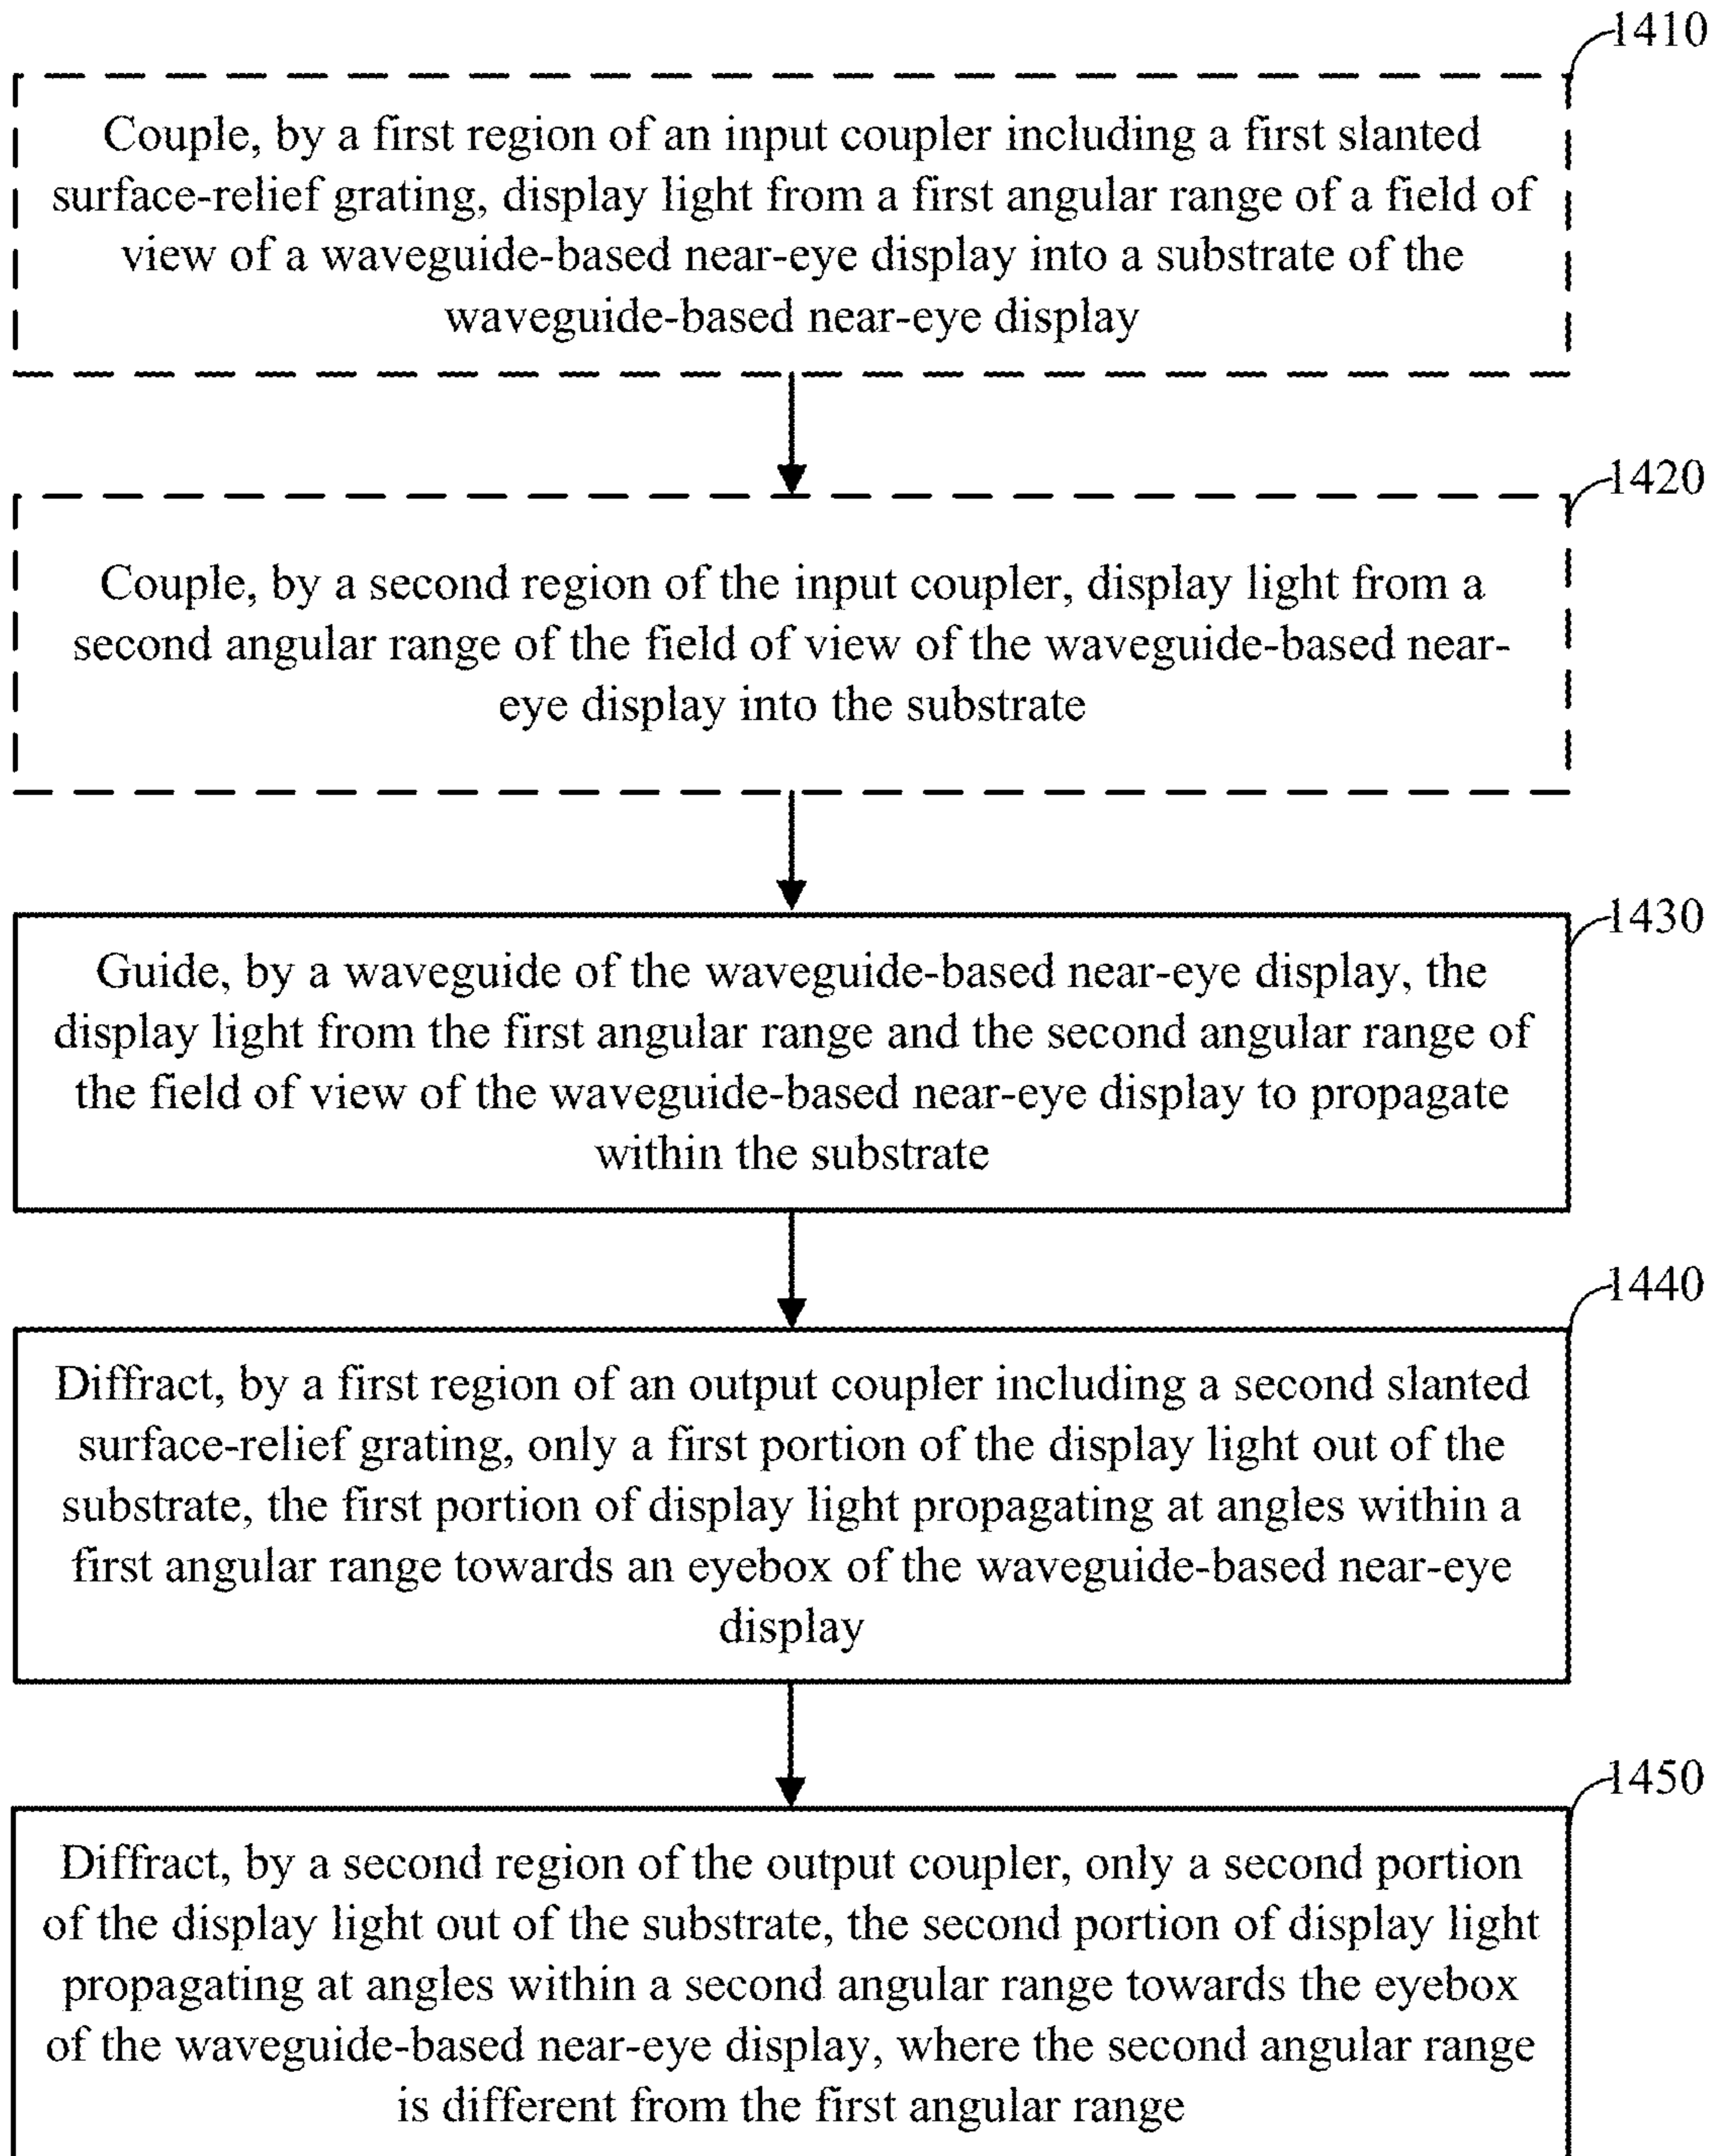 1410
Couple, by a first region of an input coupler including a first slanted
surface-relief grating, display light from a first angular range of a field of
view of a waveguide-based near-eye display into a substrate of the
waveguide-based near-eye display
1420
Couple, by a second region of the input coupler, display light from a
second angular range of the field of view of the waveguide-based near-
eye display into the substrate
1430
Guide, by a waveguide of the waveguide-based near-eye display, the
display light from the first angular range and the second angular range of
the field of view of the waveguide-based near-eye display to propagate
within the substrate
1440
Diffract, by a first region of an output coupler including a second slanted
surface-relief grating, only a first portion of the display light out of the
substrate, the first portion of display light propagating at angles within a
first angular range towards an eyebox of the waveguide-based near-eye
display
1450
Diffract, by a second region of the output coupler, only a second portion
of the display light out of the substrate, the second portion of display light
propagating at angles within a second angular range towards the eyebox
of the waveguide-based near-eye display, where the second angular range
is different from the first angular range